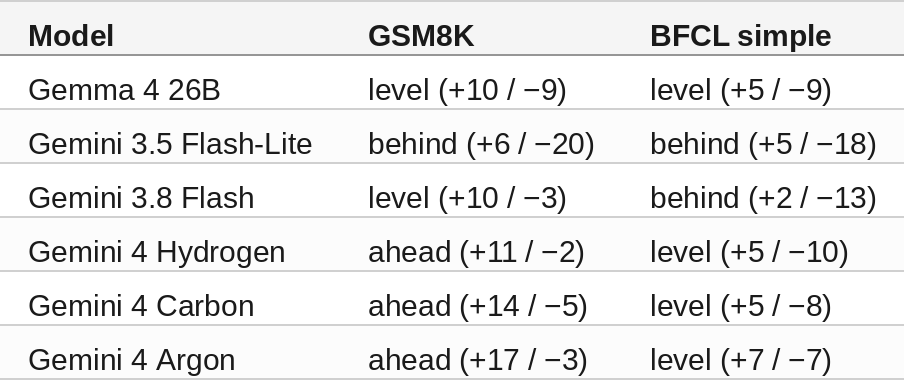 Model GSM8K BFCL simple
Gemma 4 26B level (+10 / −9) level (+5 / −9)
Gemini 3.5 Flash-Lite behind (+6 / −20) behind (+5 / −18)
Gemini 3.8 Flash level (+10 / −3) behind (+2 / −13)
Gemini 4 Hydrogen ahead (+11 / −2) level (+5 / −10)
Gemini 4 Carbon ahead (+14 / −5) level (+5 / −8)
Gemini 4 Argon ahead (+17 / −3) level (+7 / −7)